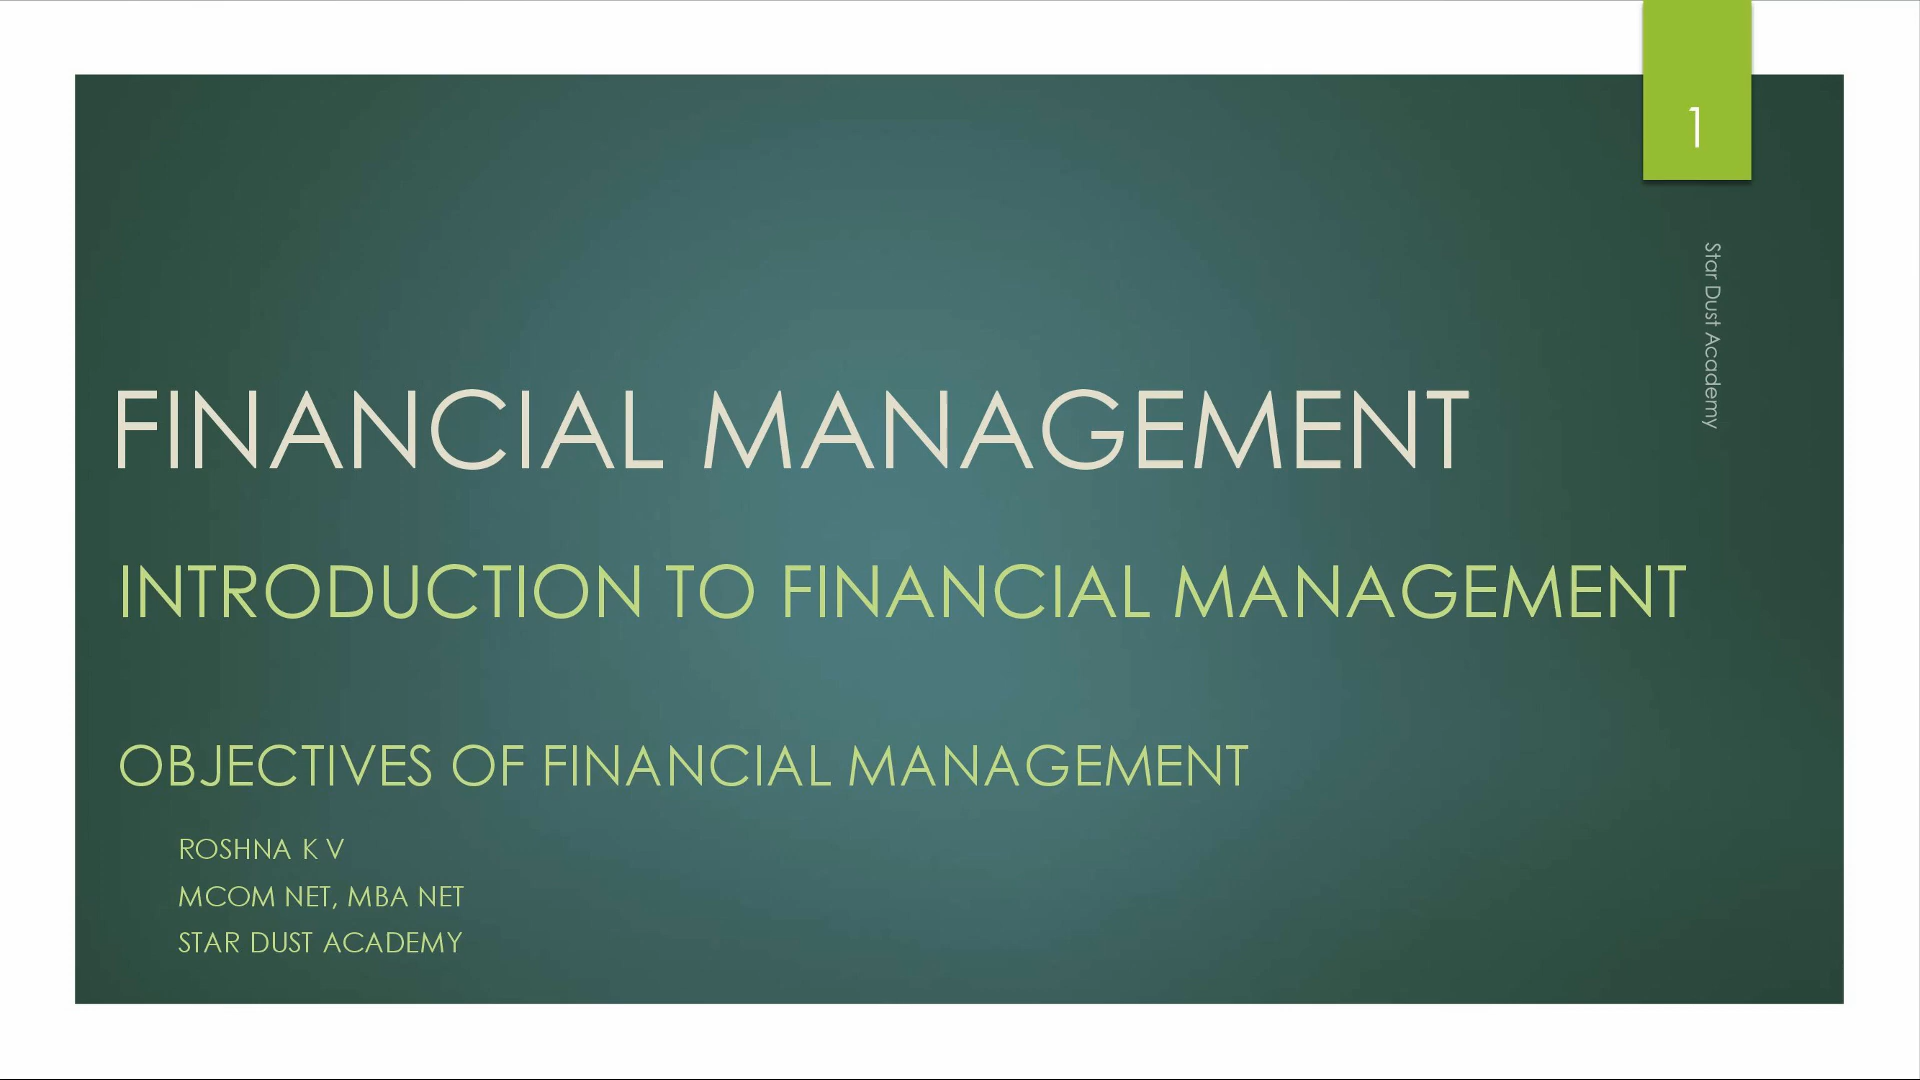 1
Star Dust Academy
FINANCIAL MANAGEMENT
INTRODUCTION TO FINANCIAL MANAGEMENT
OBJECTIVES OF FINANCIAL MANAGEMENT
ROSHNA K V
MCOM NET, MBA NET
STAR DUST ACADEMY